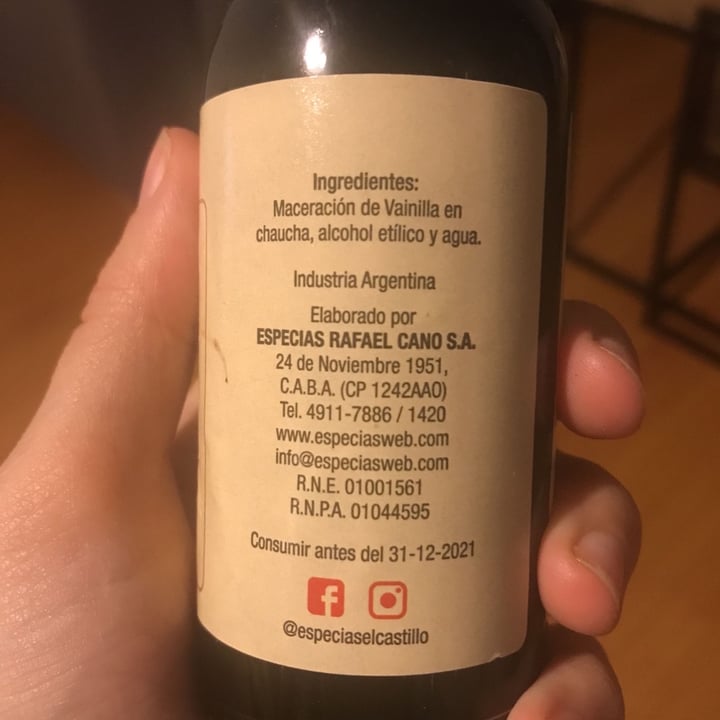 Ingredientes:
Maceración de Vainilla en
chaucha, alcohol etílico y agua.
Industria Argentina
Elaborado por
ESPECIAS RAFAEL CANO S.A.
24 de Noviembre 1951,
C.A.B.A. (CP 1242AAO)
Tel. 4911-7886 / 1420
www.especiasweb.com
info@especiasweb.com
R.N.E. 01001561
R.N.P.A. 01044595
Consumir antes del 31-12-2021
@especiaselcastillo